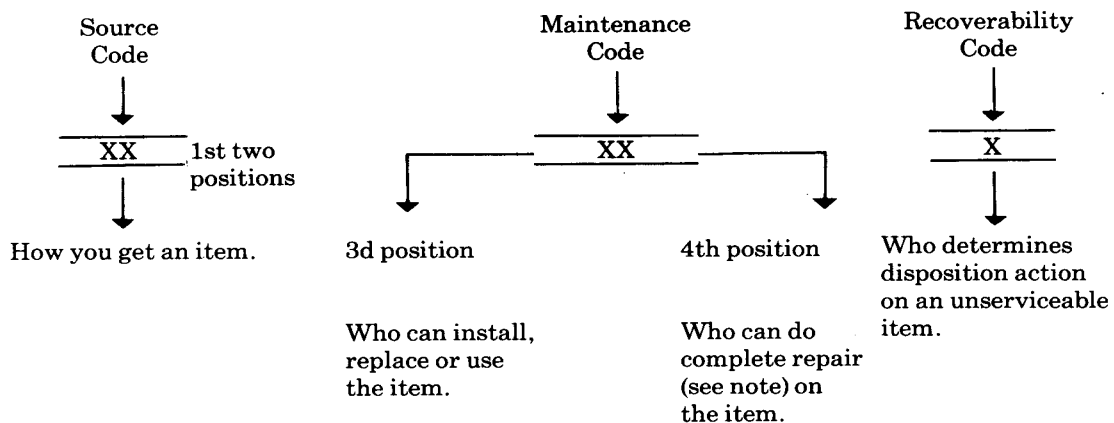 Source
Code
XX
1st two
positions
How you get an item.
Maintenance
Code
XX
3d position
Who can install,
replace or use
the item.
4th position
Who can do
complete repair
(see note) on
the item.
Recoverability
Code
X
Who determines
disposition action
on an unserviceable
item.